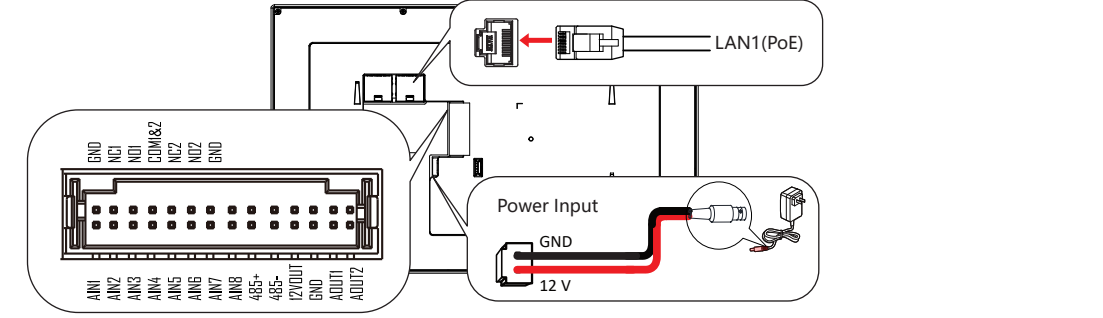 LAN1(PoE)
GND
NC1
NO1
COM1&2
NC2
NO2
GND
Power Input
GND
12 V
AIN1
AIN2
AIN3
AIN4
AIN5
AIN6
AIN7
AIN8
485+
485-
12VOUT
GND
AOUT1
AOUT2